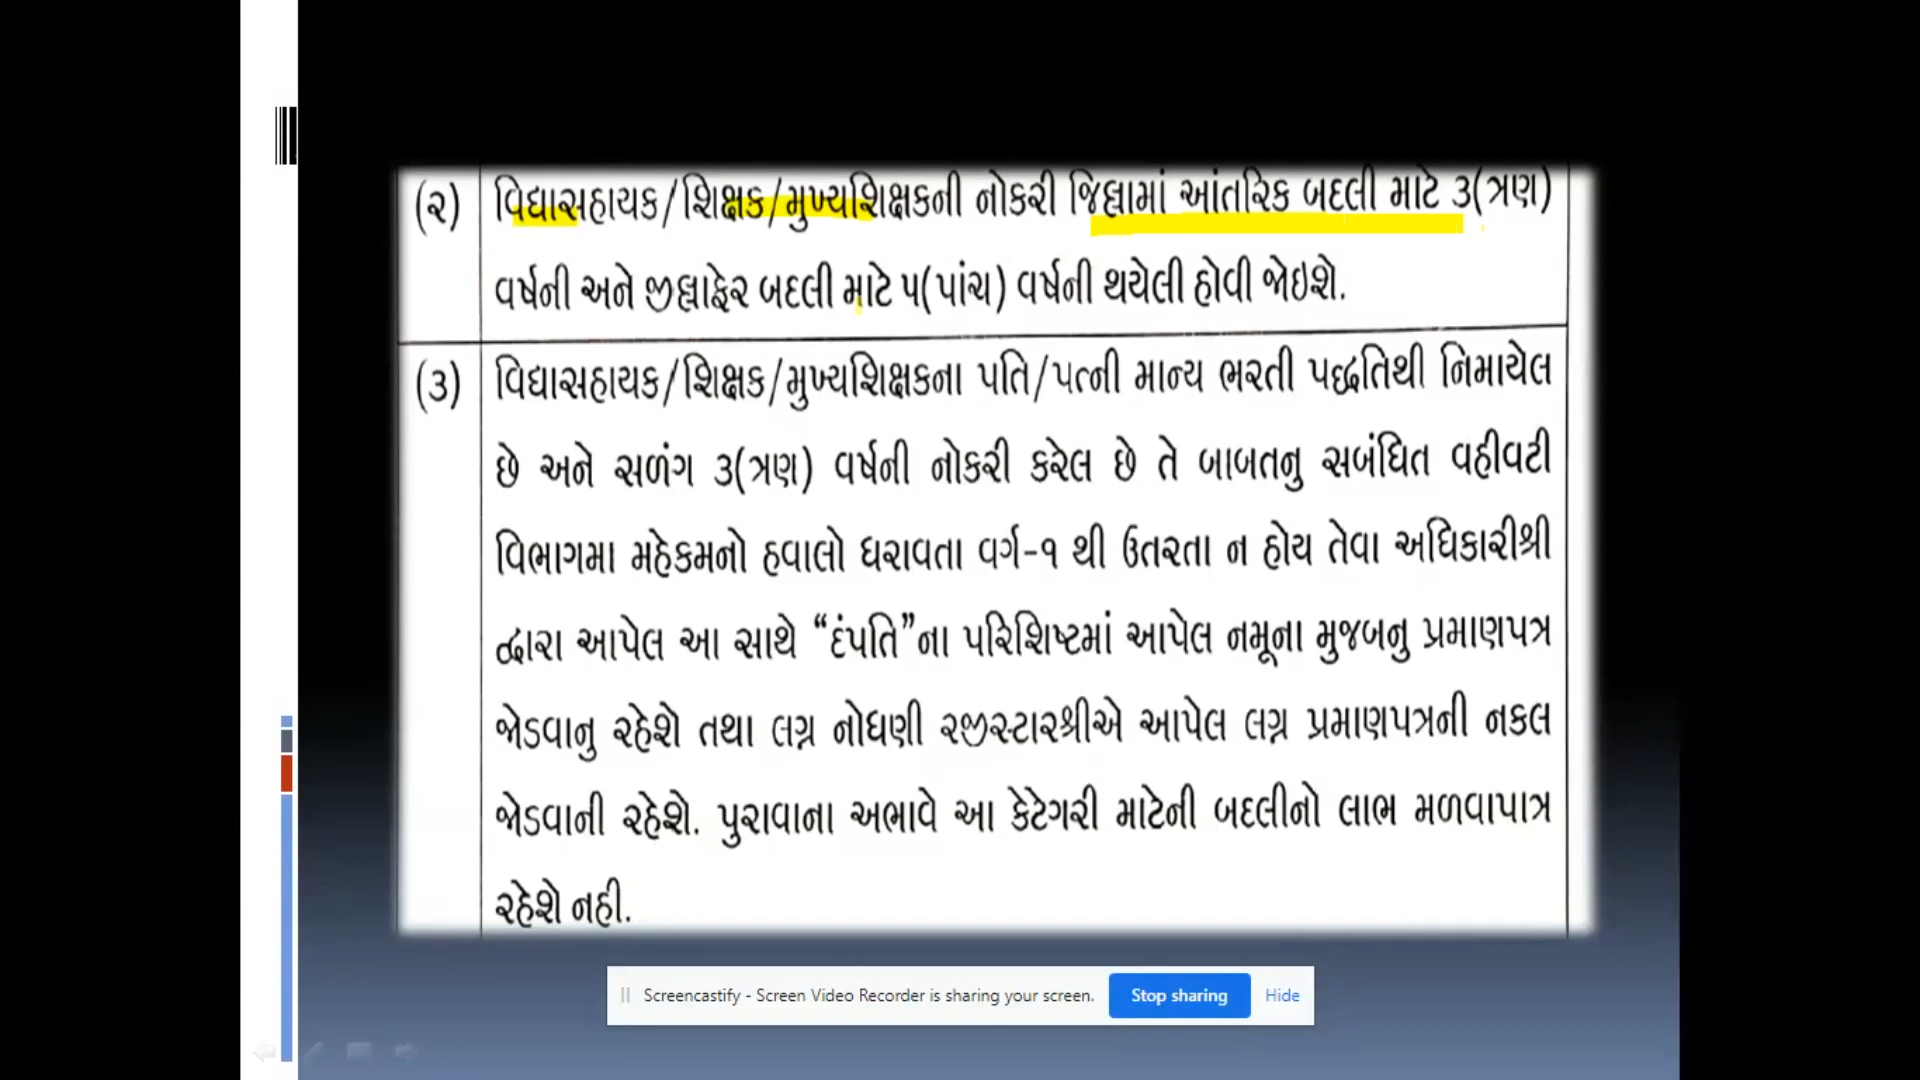 (૨) વિદ્યાસહાયક/શિક્ષક/મુખ્યશિક્ષકની નોકરી જિલ્લામાં આંતરિક બદલી માટે ૩(ત્રણ)
વર્ષની અને જીલ્લાફેર બદલી માટે ૫(પાંચ) વર્ષની થયેલી હોવી જોઇશે.
(૩) વિદ્યાસહાયક/શિક્ષક/મુખ્યશિક્ષકના પતિ/પત્ની માન્ય ભરતી પદ્ધતિથી નિમાયેલ
છે અને સળંગ ૩(ત્રણ) વર્ષની નોકરી કરેલ છે તે બાબતનુ સબંધિત વહીવટી
વિભાગમા મહેકમનો હવાલો ધરાવતા વર્ગ-૧ થી ઉતરતા ન હોય તેવા અધિકારીશ્રી
દ્વારા આપેલ આ સાથે “દંપતિ”ના પરિશિષ્ટમાં આપેલ નમૂના મુજબનુ પ્રમાણપત્ર
જોડવાનુ રહેશે તથા લગ્ન નોધણી રજીસ્ટારશ્રીએ આપેલ લગ્ન પ્રમાણપત્રની નકલ
જોડવાની રહેશે. પુરાવાના અભાવે આ કેટેગરી માટેની બદલીનો લાભ મળવાપાત્ર
રહેશે નહી.
Screencastify - Screen Video Recorder is sharing your screen. Stop sharing Hide